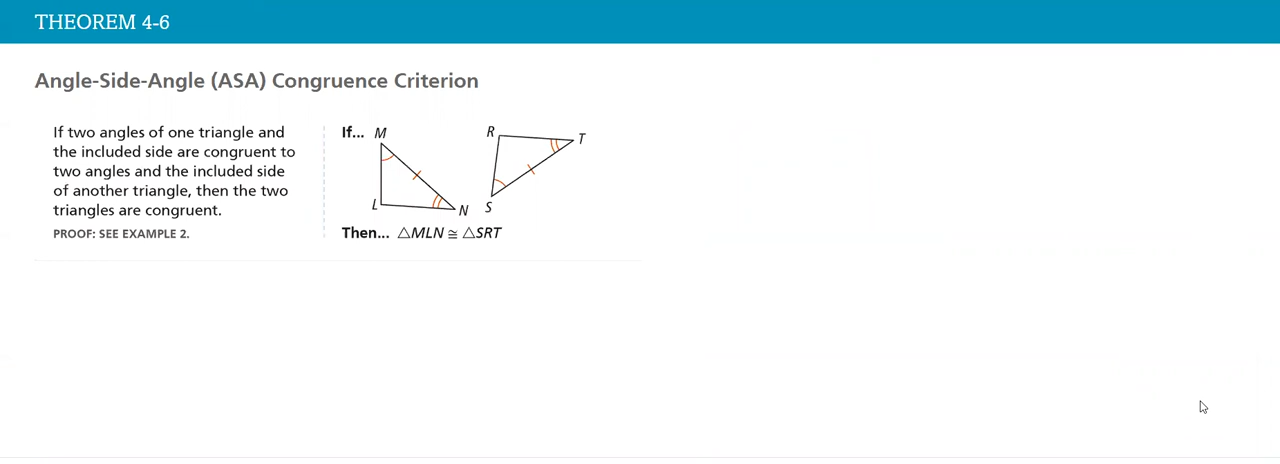 THEOREM 4-6
Angle-Side-Angle (ASA) Congruence Criterion
If two angles of one triangle and
the included side are congruent to
two angles and the included side
of another triangle, then the two
triangles are congruent.
PROOF: SEE EXAMPLE 2.
If... M
R
T
L
N
S
Then... △MLN ≅ △SRT